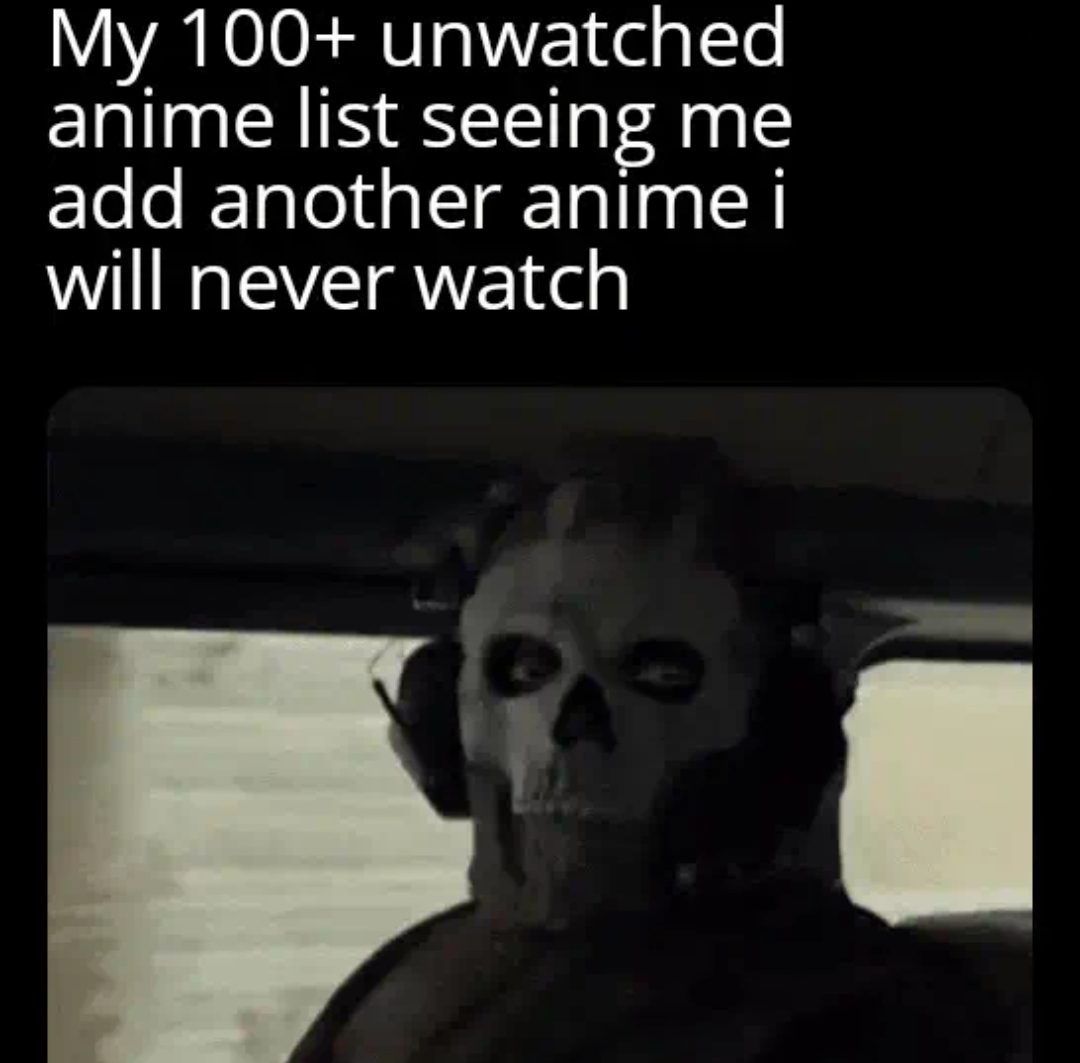 My 100+ unwatched
anime list seeing me
add another anime i
will never watch